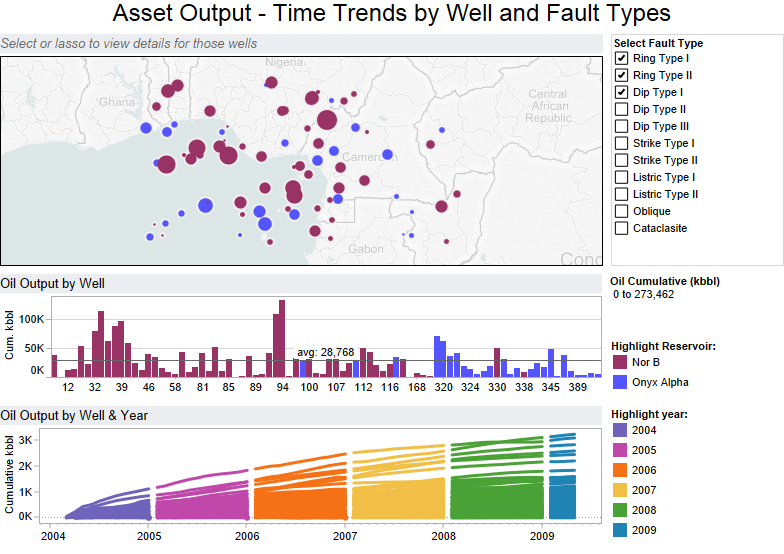 Asset Output - Time Trends by Well and Fault Types
Select or lasso to view details for those wells
Nigeria
Ghana
Central
African
Republic
Cameroon
Gabon
Select Fault Type
Ring Type I
Ring Type II
Dip Type I
Dip Type II
Dip Type III
Strike Type I
Strike Type II
Listric Type I
Listric Type II
Oblique
Cataclasite
Oil Output by Well
Cum. kbbl
100K
50K
0K
avg: 28,768
12 32 39 46 58 81 85 89 94 100 107 112 116 168 320 324 330 338 345 389
Oil Cumulative (kbbl)
0 to 273,462
Highlight Reservoir:
Nor B
Onyx Alpha
Oil Output by Well & Year
Cumulative kbbl
3K
2K
1K
0K
2004 2005 2006 2007 2008 2009
Highlight year:
2004
2005
2006
2007
2008
2009